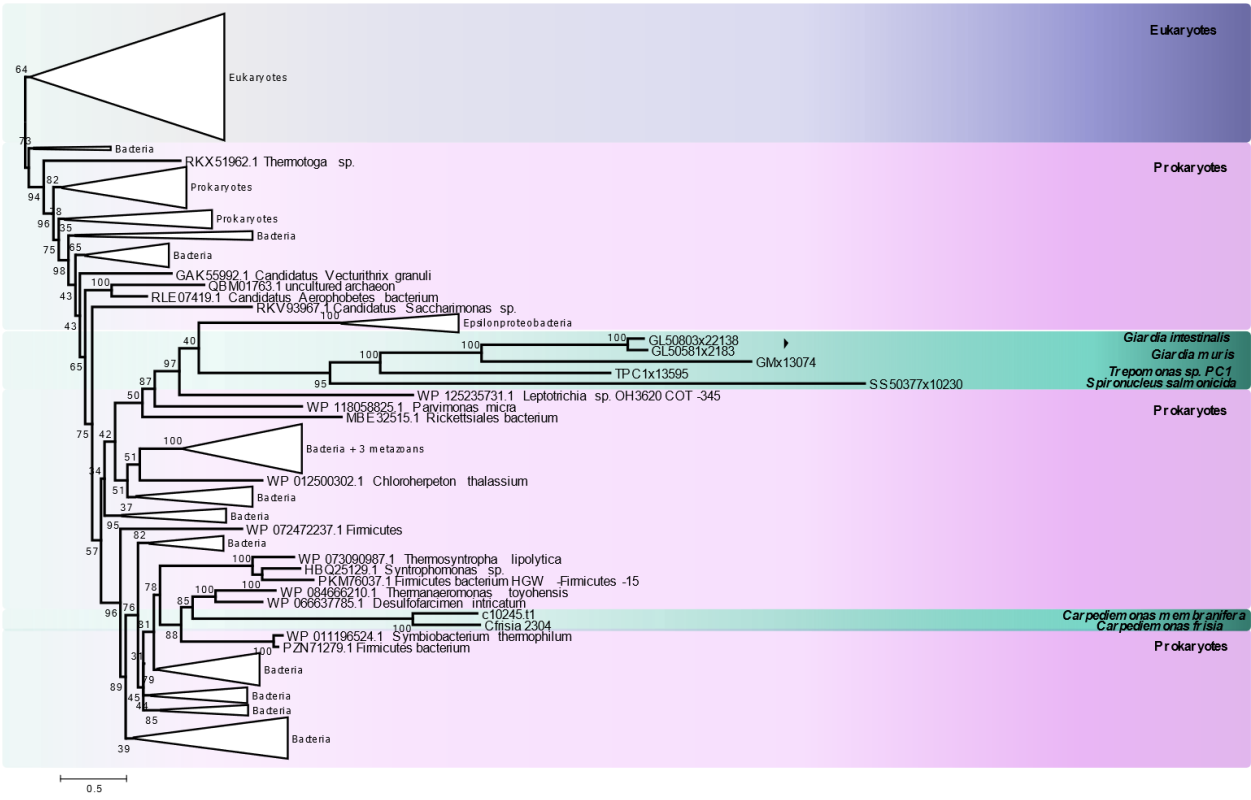 Eukaryotes
64
Eukaryotes
73
Bacteria
RKX51962.1 Thermotoga sp.
Prokaryotes
82
Prokaryotes
94
78
Prokaryotes
96
35
Bacteria
75
65
Bacteria
98
GAK55992.1 Candidatus Vecturithrix granuli
100
QBM01763.1 uncultured archaeon
43
RLE07419.1 Candidatus Aerophobetes bacterium
RKV93967.1 Candidatus Saccharimonas sp.
43
100
Epsilonproteobacteria
40
100
GL50803x22138
Giardia intestinalis
100
GL50581x2183
100
Giardia muris
97
GMx13074
65
TPC1x13595
Trepomonas sp. PC1
87
95
SS50377x10230
Spironucleus salmonicida
WP 125235731.1 Leptotrichia sp. OH3620 COT -345
50
WP 118058825.1 Parvimonas micra
Prokaryotes
MBE32515.1 Rickettsiales bacterium
75
42
100
Bacteria + 3 metazoans
51
34
WP 012500302.1 Chloroherpeton thalassium
51
Bacteria
37
Bacteria
95
WP 072472237.1 Firmicutes
57
82
Bacteria
100
WP 073090987.1 Thermosyntropha lipolytica
HBQ25129.1 Syntrophomonas sp.
PKM76037.1 Firmicutes bacterium HGW -Firmicutes -15
78
100
100
WP 084666210.1 Thermanaeromonas toyohensis
85
WP 066637785.1 Desulfofarcimen intricatum
96
76
c10245.t1
Carpediemonas membranifera
81
88
100
Cfrisia 2304
Carpediemonas frisia
WP 011196524.1 Symbiobacterium thermophilum
100
PZN71279.1 Firmicutes bacterium
Prokaryotes
31
79
Bacteria
89
45
Bacteria
44
Bacteria
85
39
Bacteria
0.5